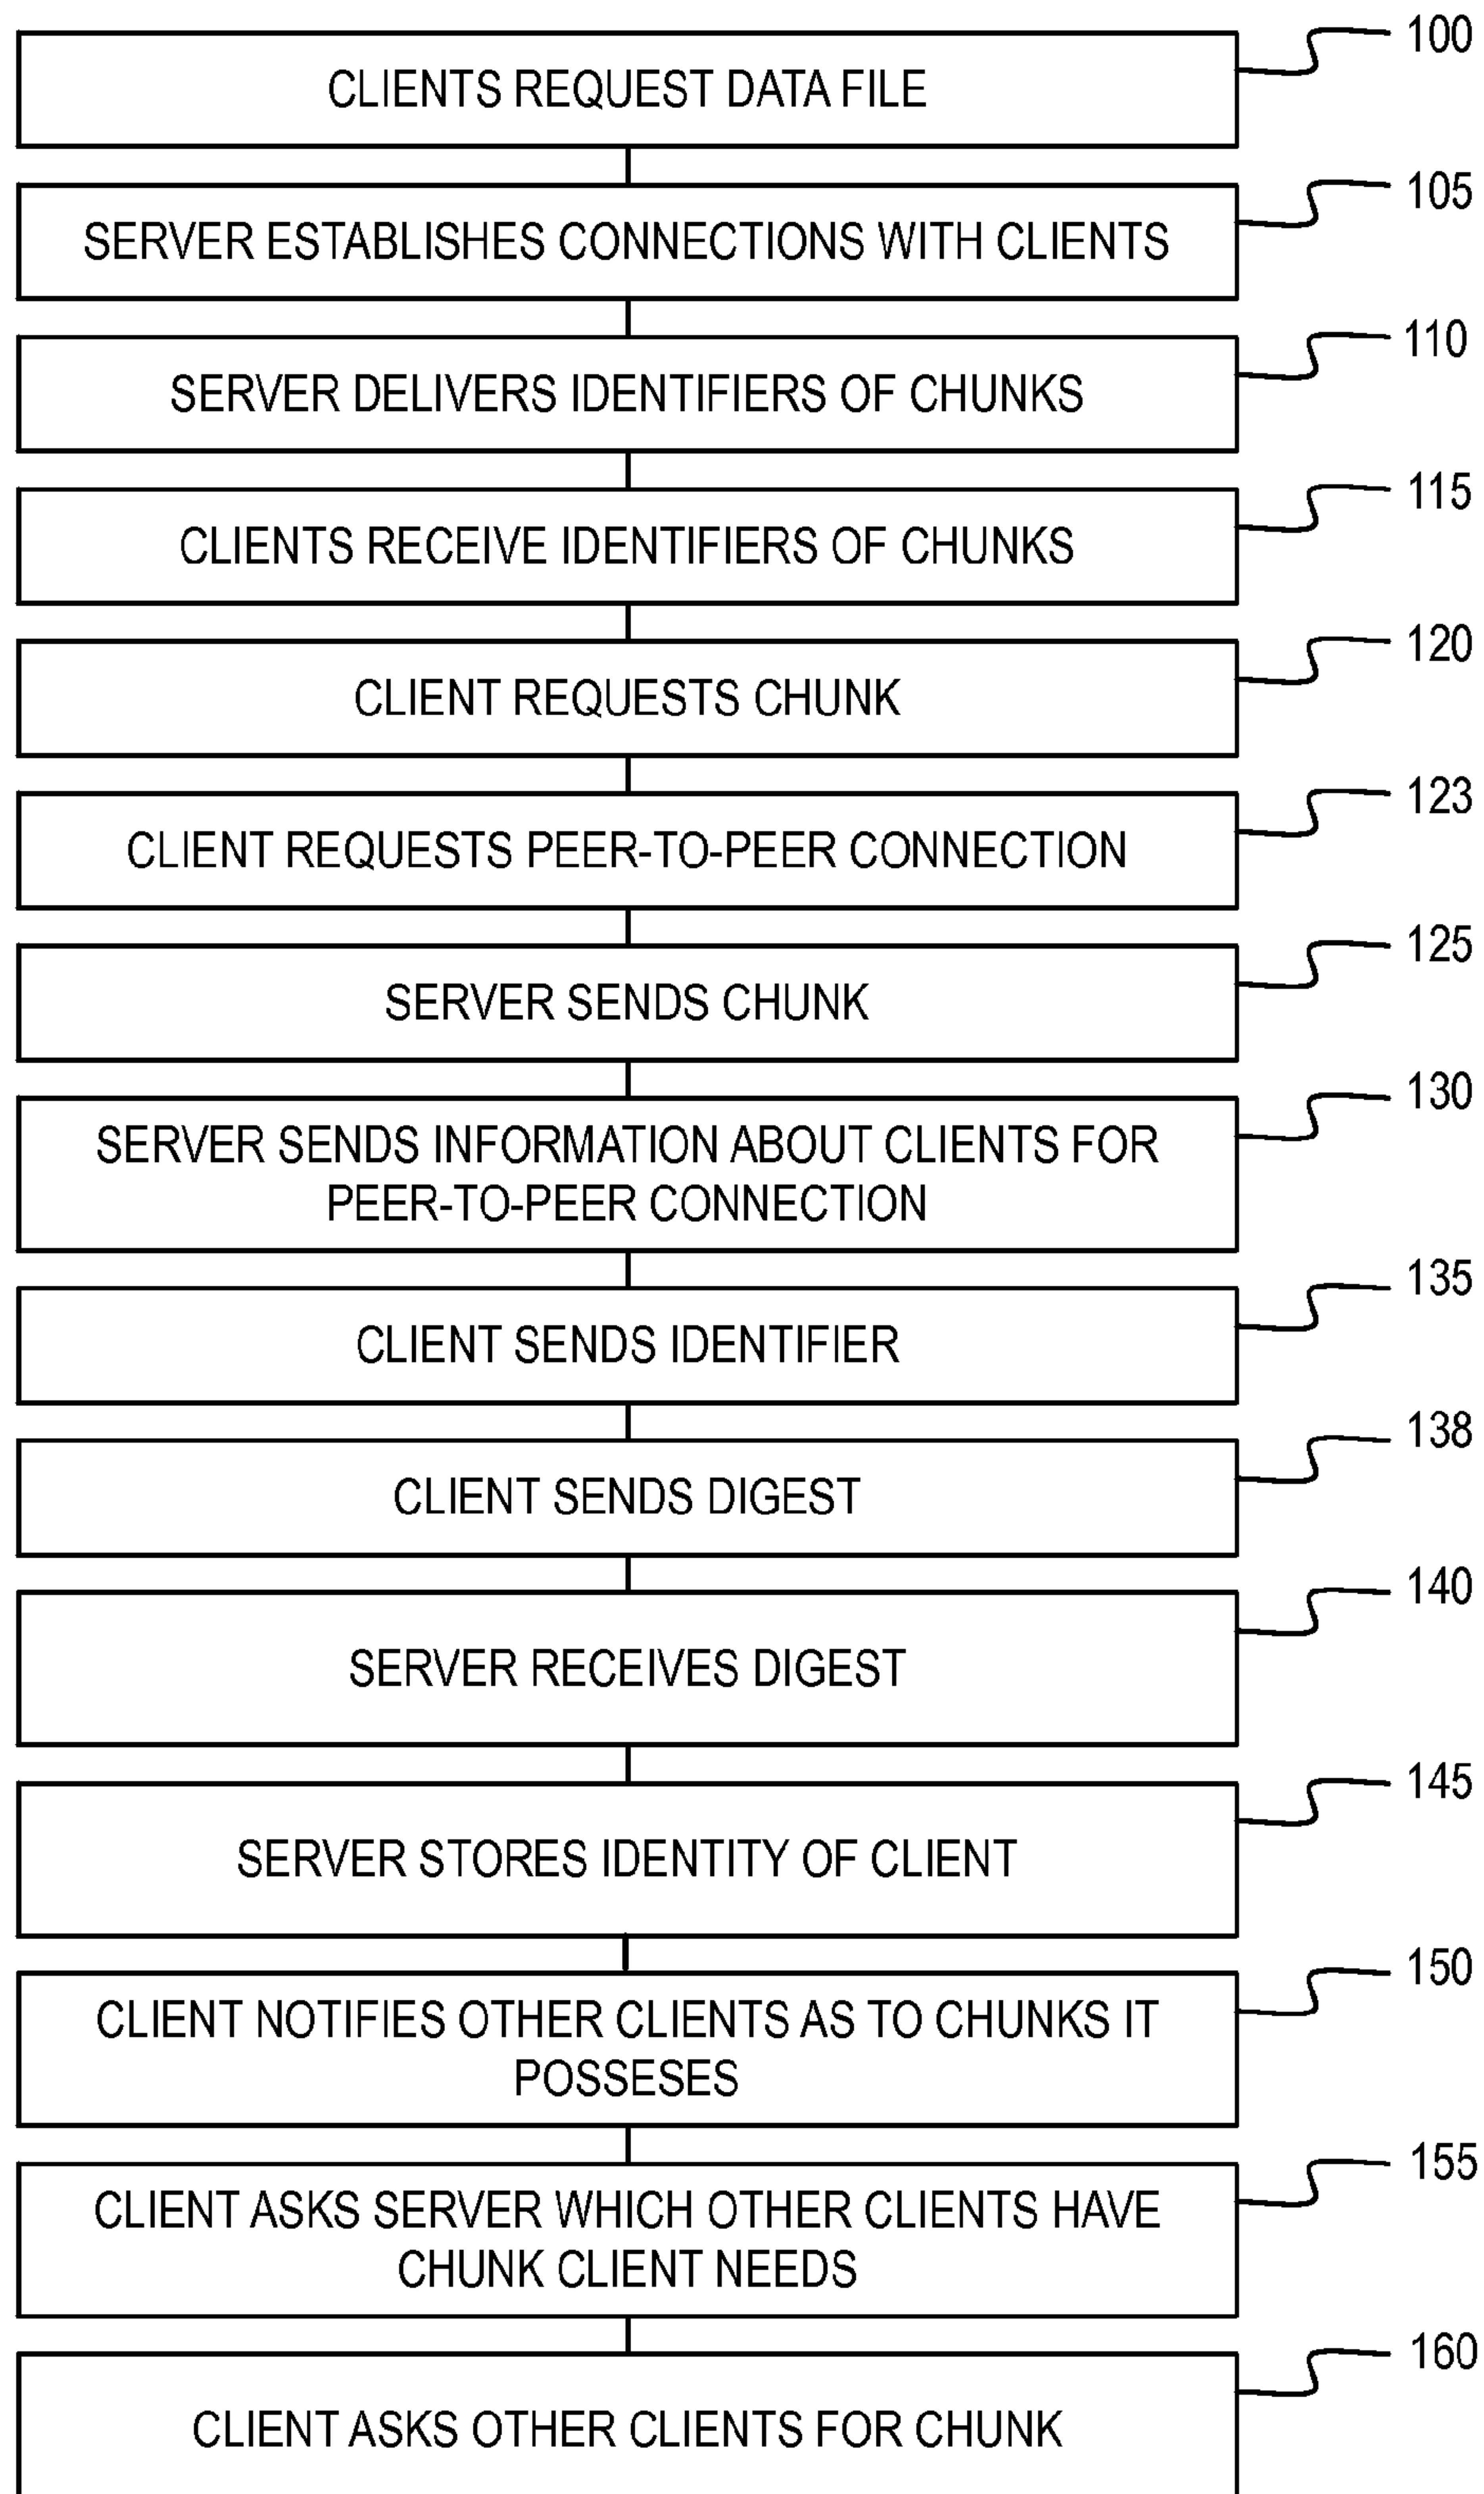 100
CLIENTS REQUEST DATA FILE
105
SERVER ESTABLISHES CONNECTIONS WITH CLIENTS
110
SERVER DELIVERS IDENTIFIERS OF CHUNKS
115
CLIENTS RECEIVE IDENTIFIERS OF CHUNKS
120
CLIENT REQUESTS CHUNK
123
CLIENT REQUESTS PEER-TO-PEER CONNECTION
125
SERVER SENDS CHUNK
130
SERVER SENDS INFORMATION ABOUT CLIENTS FOR
PEER-TO-PEER CONNECTION
135
CLIENT SENDS IDENTIFIER
138
CLIENT SENDS DIGEST
140
SERVER RECEIVES DIGEST
145
SERVER STORES IDENTITY OF CLIENT
150
CLIENT NOTIFIES OTHER CLIENTS AS TO CHUNKS IT
POSSESES
155
CLIENT ASKS SERVER WHICH OTHER CLIENTS HAVE
CHUNK CLIENT NEEDS
160
CLIENT ASKS OTHER CLIENTS FOR CHUNK